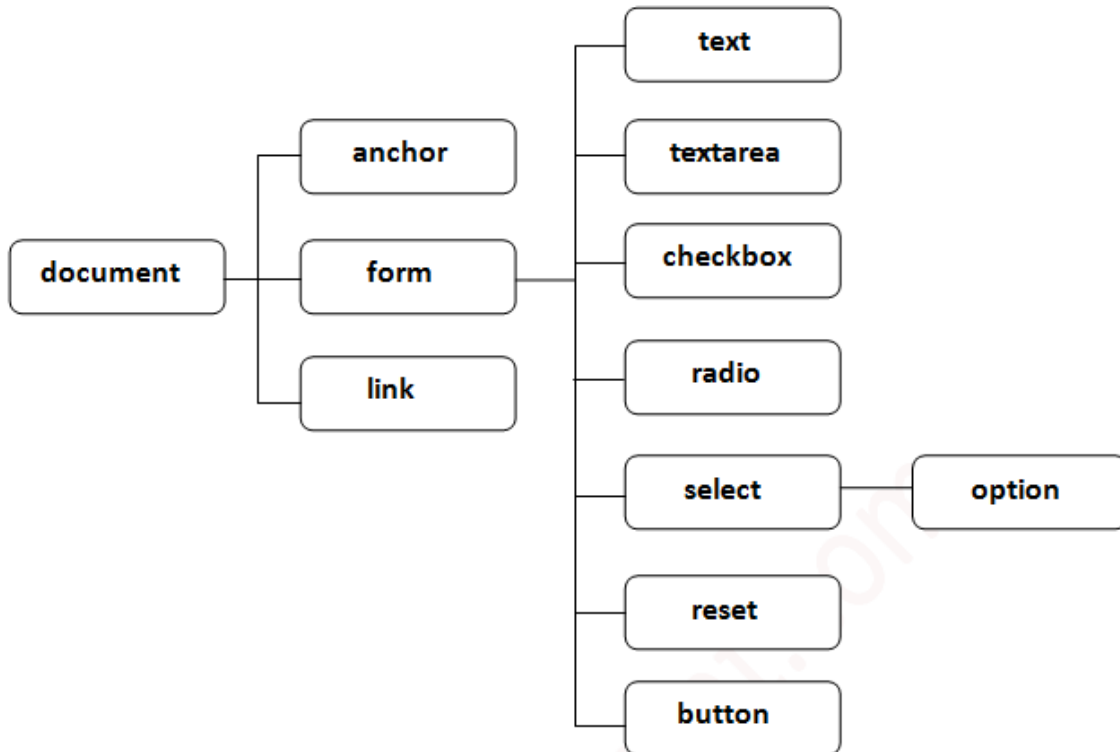 text
anchor
textarea
document
form
checkbox
link
radio
select
option
reset
button